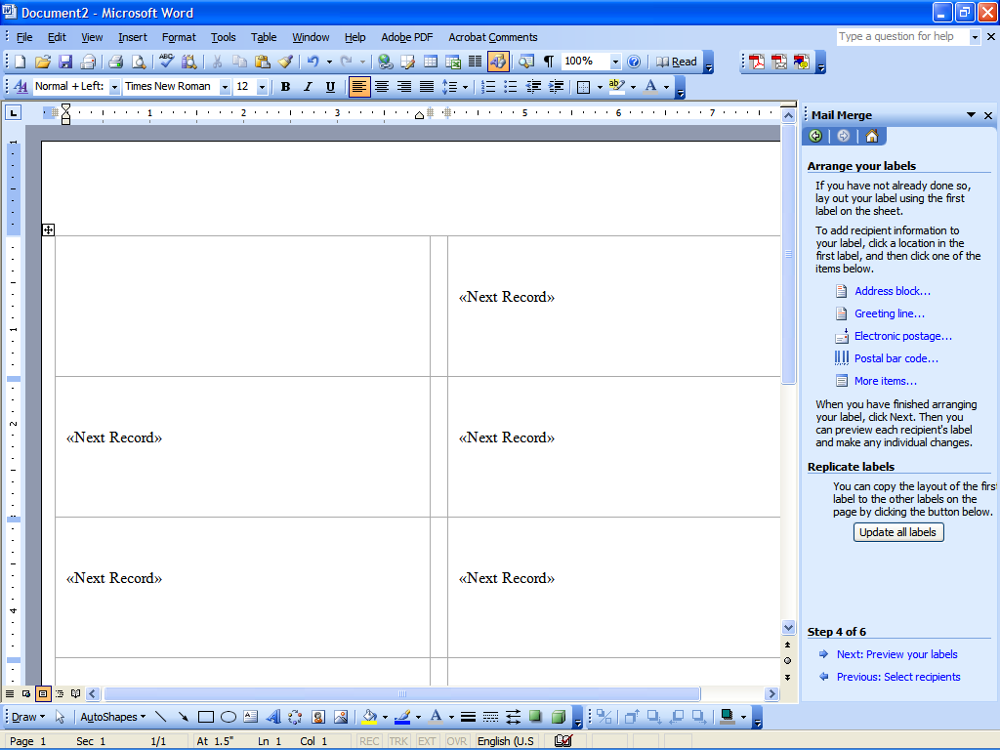 Document2 - Microsoft Word
File Edit View Insert Format Tools Table Window Help Adobe PDF Acrobat Comments Type a question for help
100% Read
Normal + Left: Times New Roman 12 B I U
1 2 3 5 7
Mail Merge
Arrange your labels
If you have not already done so,
lay out your label using the first
label on the sheet.
To add recipient information to
your label, click a location in the
first label, and then click one of the
items below.
Address block...
Greeting line...
Electronic postage...
Postal bar code...
More items...
When you have finished arranging
your label, click Next. Then you
can preview each recipient's label
and make any individual changes.
Replicate labels
You can copy the layout of the first
label to the other labels on the
page by clicking the button below.
Update all labels
Step 4 of 6
Next: Preview your labels
Previous: Select recipients
«Next Record»
«Next Record» «Next Record»
«Next Record» «Next Record»
1
2
4
Draw AutoShapes
Page 1 Sec 1 1/1 At 1.5" Ln 1 Col 1 REC TRK EXT OVR English (U.S